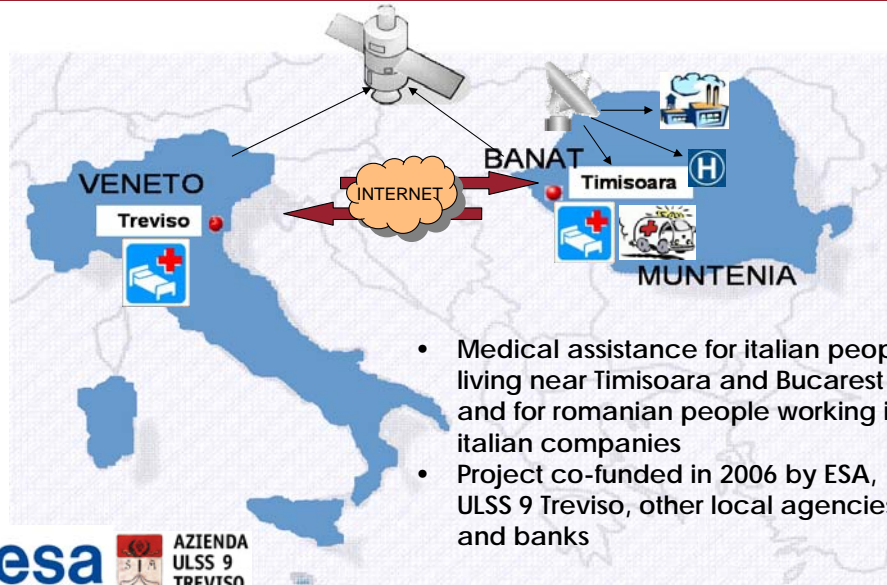 VENETO
Treviso
INTERNET
BANAT
Timisoara
H
MUNTENIA
• Medical assistance for italian
living near Timisoara and Bucarest
and for romanian people working
italian companies
• Project co-funded in 2006 by ESA,
ULSS 9 Treviso, other local agencies
and banks
esa
AZIENDA
ULSS 9
TREVISO